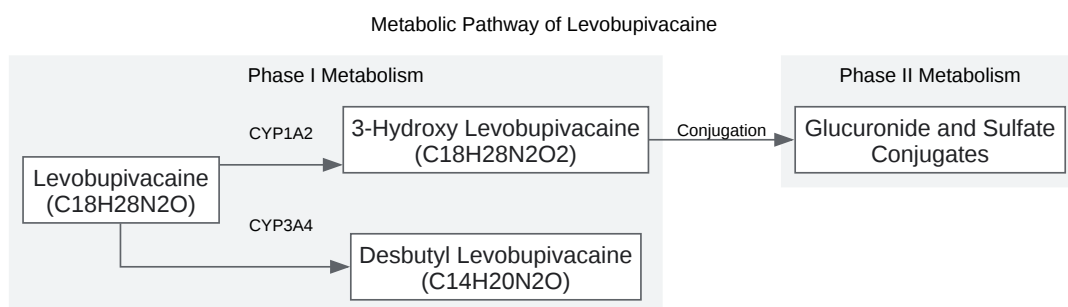 Metabolic Pathway of Levobupivacaine
Phase I Metabolism
Phase II Metabolism
Levobupivacaine
(C18H28N2O)
CYP1A2
3-Hydroxy Levobupivacaine
(C18H28N2O2)
Conjugation
Glucuronide and Sulfate
Conjugates
CYP3A4
Desbutyl Levobupivacaine
(C14H20N2O)